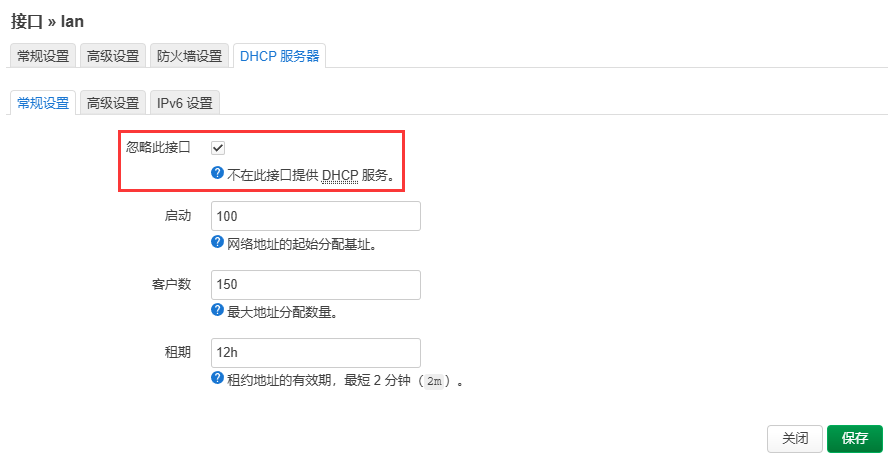 接口 » lan
常规设置 高级设置 防火墙设置 DHCP 服务器
常规设置 高级设置 IPv6 设置
忽略此接口
不在此接口提供 DHCP 服务。
启动 100
网络地址的起始分配基址。
客户数 150
最大地址分配数量。
租期 12h
租约地址的有效期，最短 2 分钟（2m）。
关闭 保存